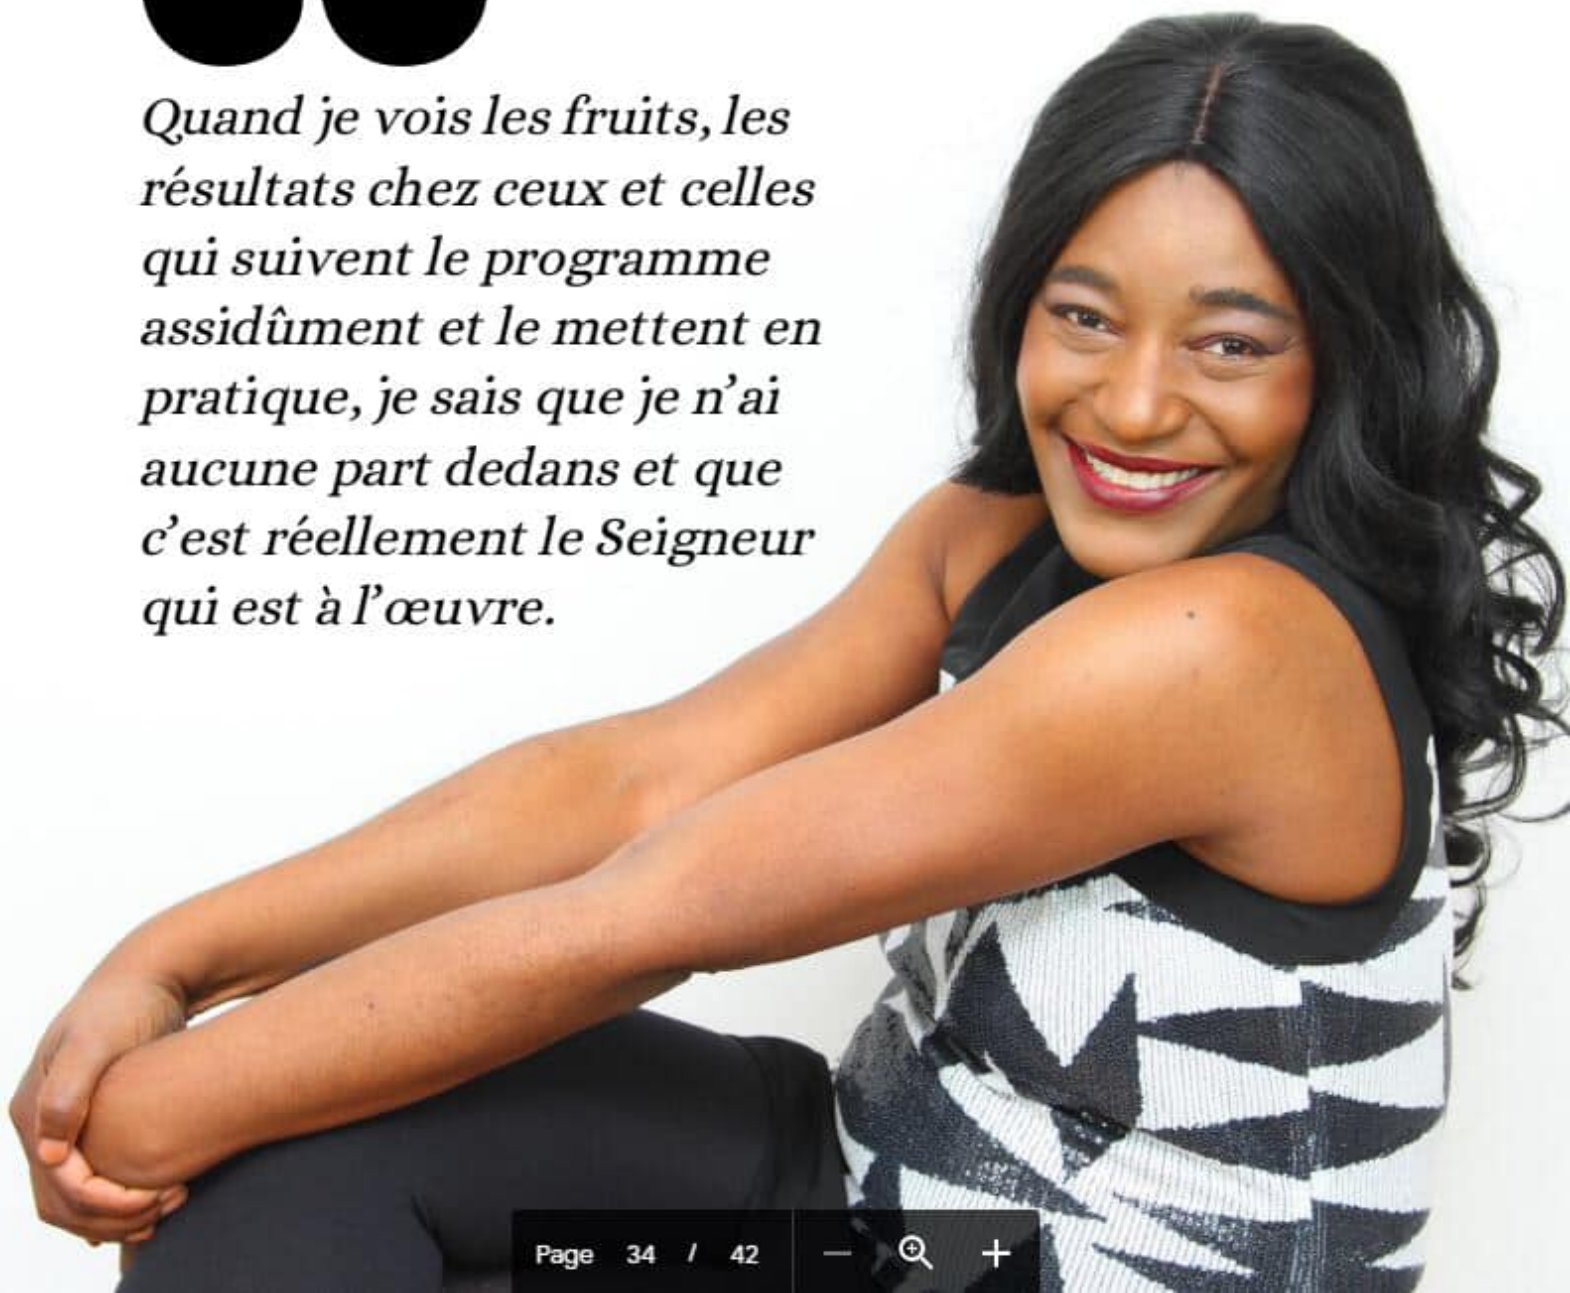 Quand je vois les fruits, les
résultats chez ceux et celles
qui suivent le programme
assidûment et le mettent en
pratique, je sais que je n’ai
aucune part dedans et que
c’est réellement le Seigneur
qui est à l’œuvre.
Page 34 / 42